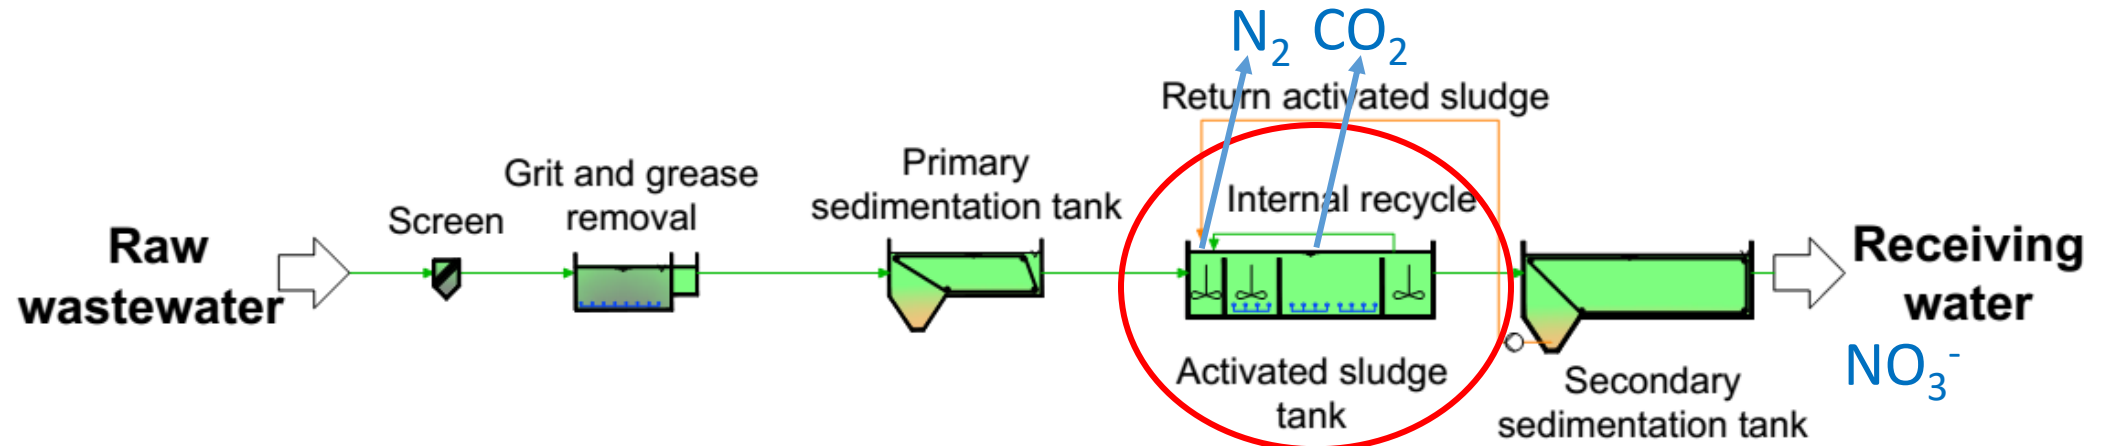 N₂ CO₂
Return activated sludge
Grit and grease
removal
Primary
sedimentation tank
Screen
Internal recycle
Raw
wastewater
Receiving
water
NO₃⁻
Activated sludge
tank
Secondary
sedimentation tank